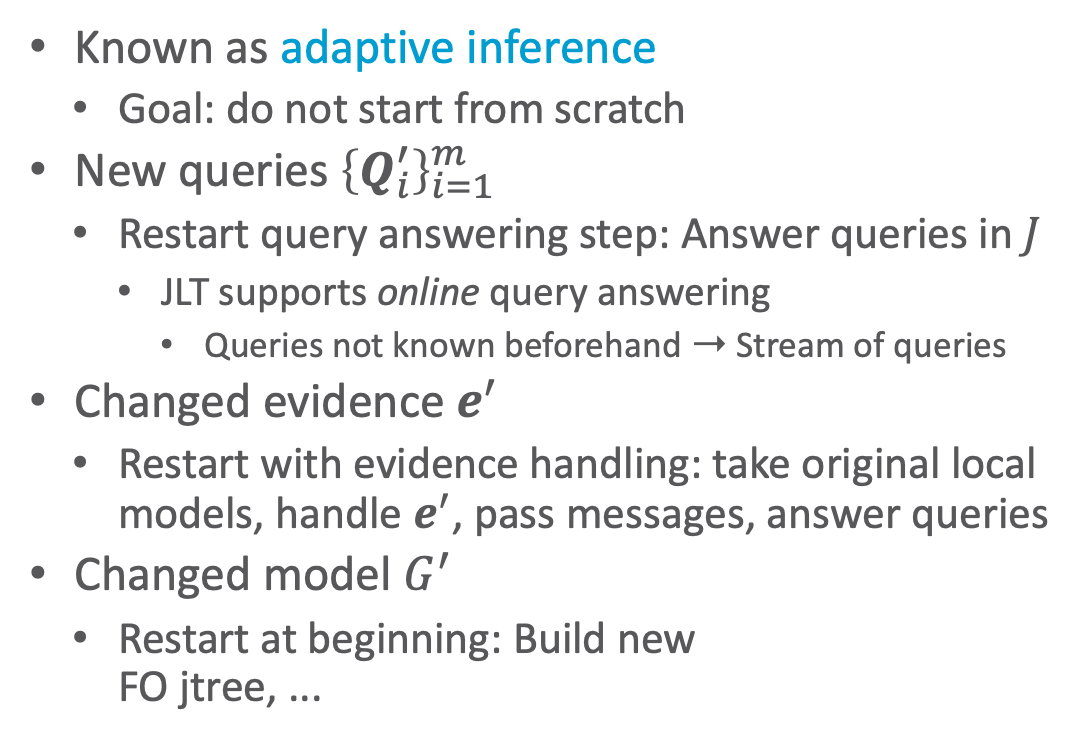 • Known as adaptive inference
• Goal: do not start from scratch
• New queries {𝑸′ᵢ}ᵐᵢ₌₁
• Restart query answering step: Answer queries in 𝐽
• JLT supports online query answering
• Queries not known beforehand → Stream of queries
• Changed evidence 𝒆′
• Restart with evidence handling: take original local
models, handle 𝒆′, pass messages, answer queries
• Changed model 𝐺′
• Restart at beginning: Build new
FO jtree, ...